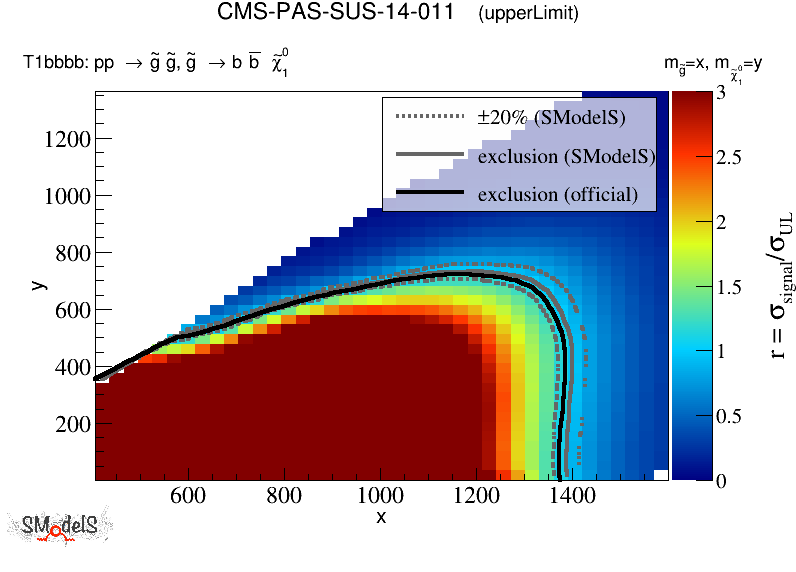 CMS-PAS-SUS-14-011 (upperLimit)
T1bbbb: pp → g̃ g̃, g̃ → b b̅ χ̃₁⁰
m_g̃=x, m_χ̃₁⁰=y
±20% (SModelS)
exclusion (SModelS)
exclusion (official)
1200
1000
800
600
400
200
y
600
800
1000
1200
1400
x
3
2.5
2
1.5
1
0.5
0
r = σ_signal/σ_UL
SModelS